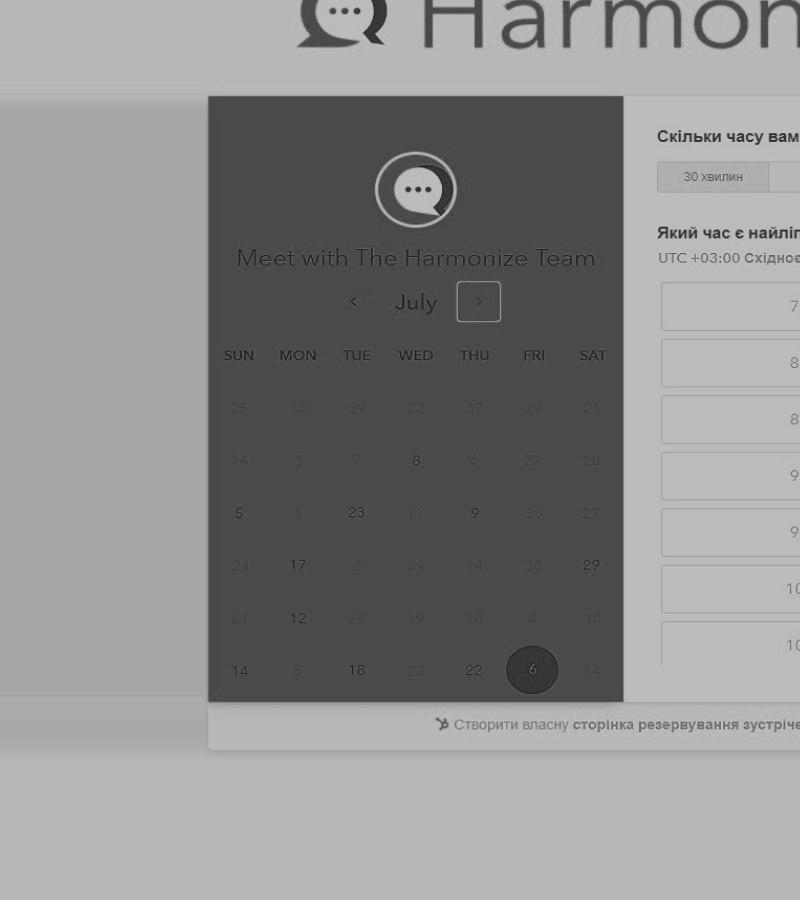 Harmon
Meet with The Harmonize Team
July
SUN MON TUE WED THU FRI SAT
25 13 29 22 17 29 21
14 3 7 8 6 27 20
5 1 23 11 9 30 27
24 17 3 29 14 30 29
29 12 26 19 28 4 10
14 5 18 22 22 6 14
Скільки часу вам
30 хвилин
Який час є найліп
UTC +03:00 Східноє
7
8
8
9
9
10
10
Створити власну сторінка резервування зустріче